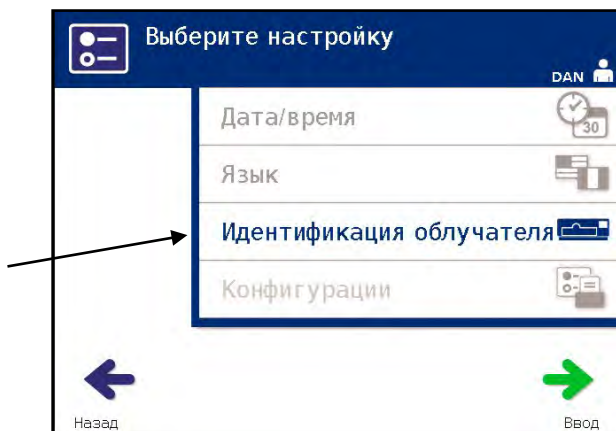 Выберите настройку
DAN
Дата/время
30
Язык
Идентификация облучателя
Конфигурации
Назад
Ввод